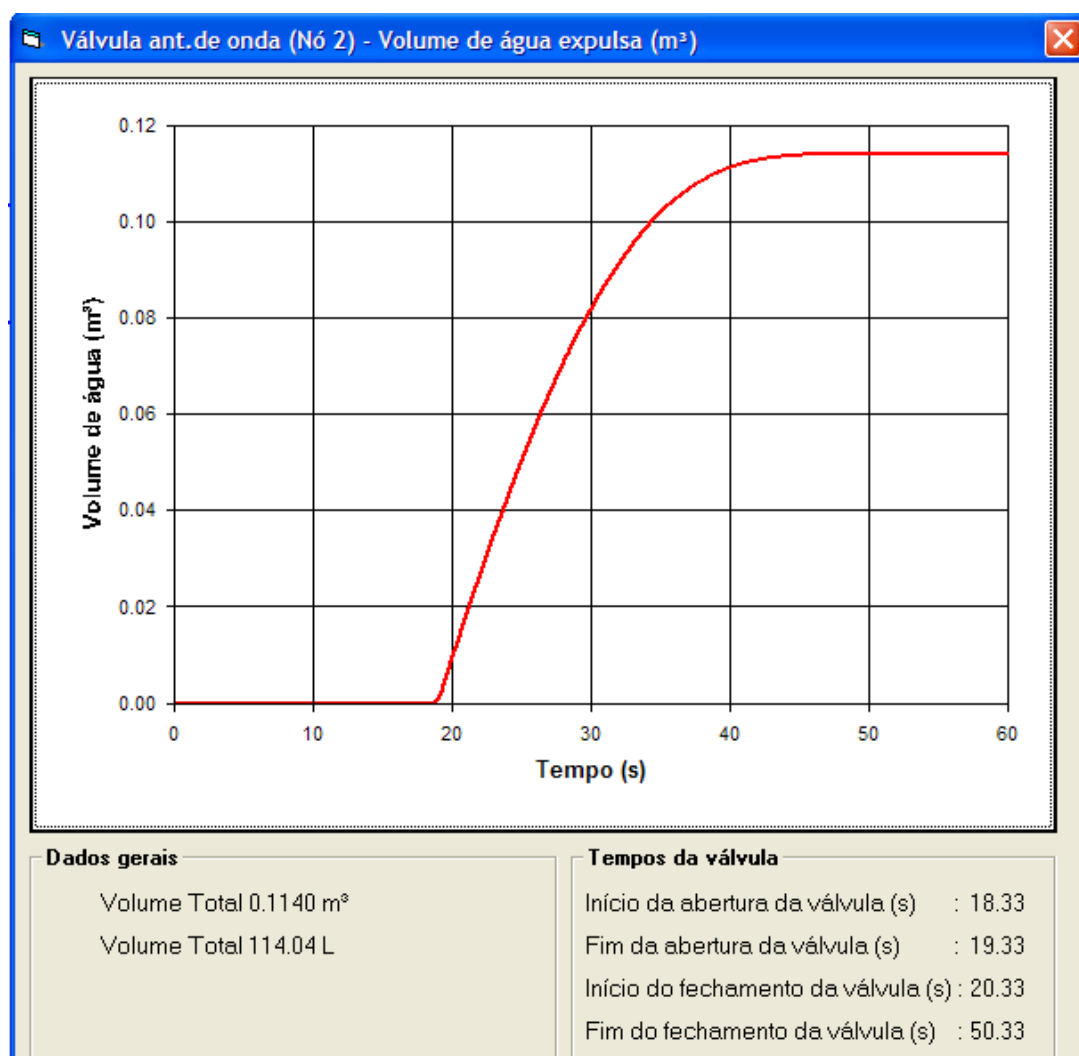 Válvula ant.de onda (Nó 2) - Volume de água expulsa (m³)
0.12
0.10
0.08
0.06
0.04
0.02
0.00
Volume de água (m³)
0 10 20 30 40 50 60
Tempo (s)
Dados gerais
Volume Total 0.1140 m³
Volume Total 114.04 L
Tempos da válvula
Início da abertura da válvula (s) : 18.33
Fim da abertura da válvula (s) : 19.33
Início do fechamento da válvula (s) : 20.33
Fim do fechamento da válvula (s) : 50.33